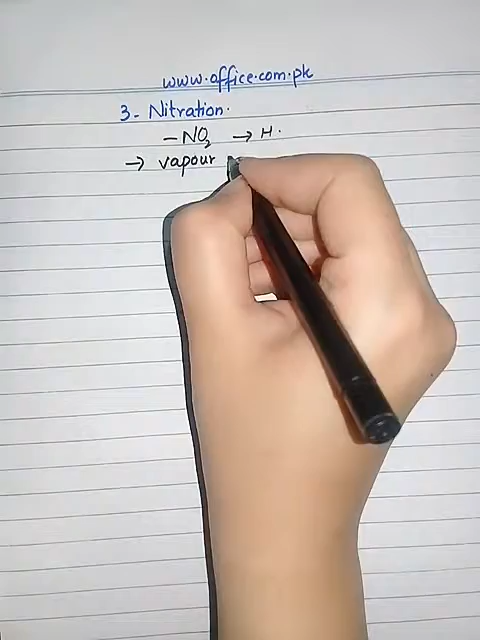 www.office.com.pk
3- Nitration.
-NO₂ → H.
→ vapour